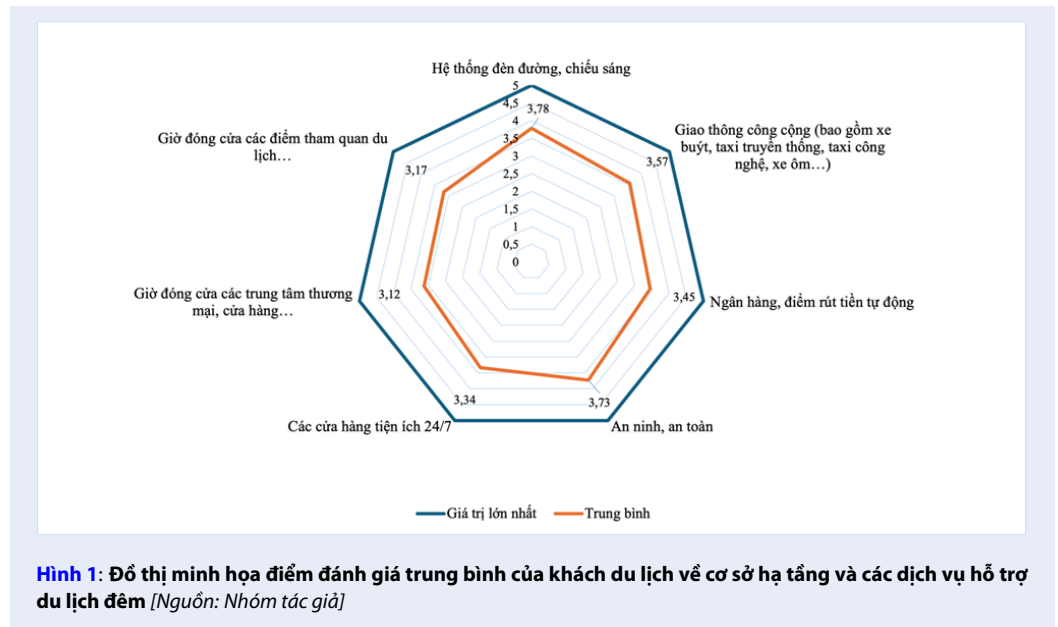 Hệ thống đèn đường, chiếu sáng
5
4,5
3,78
4
3,5
3
2,5
2
1,5
1
0,5
0
Giao thông công cộng (bao gồm xe
buýt, taxi truyền thống, taxi công
nghệ, xe ôm…)
3,57
Ngân hàng, điểm rút tiền tự động
3,45
An ninh, an toàn
3,73
Các cửa hàng tiện ích 24/7
3,34
Giờ đóng cửa các trung tâm thương
mại, cửa hàng…
3,12
Giờ đóng cửa các điểm tham quan du
lịch…
3,17
Giá trị lớn nhất
Trung bình
Hình 1: Đồ thị minh họa điểm đánh giá trung bình của khách du lịch về cơ sở hạ tầng và các dịch vụ hỗ trợ
du lịch đêm [Nguồn: Nhóm tác giả]